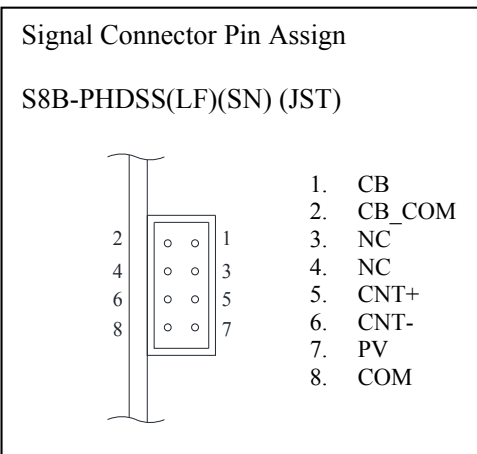 Signal Connector Pin Assign
S8B-PHDSS(LF)(SN) (JST)
2 1
4 3
6 5
8 7
1. CB
2. CB_COM
3. NC
4. NC
5. CNT+
6. CNT-
7. PV
8. COM